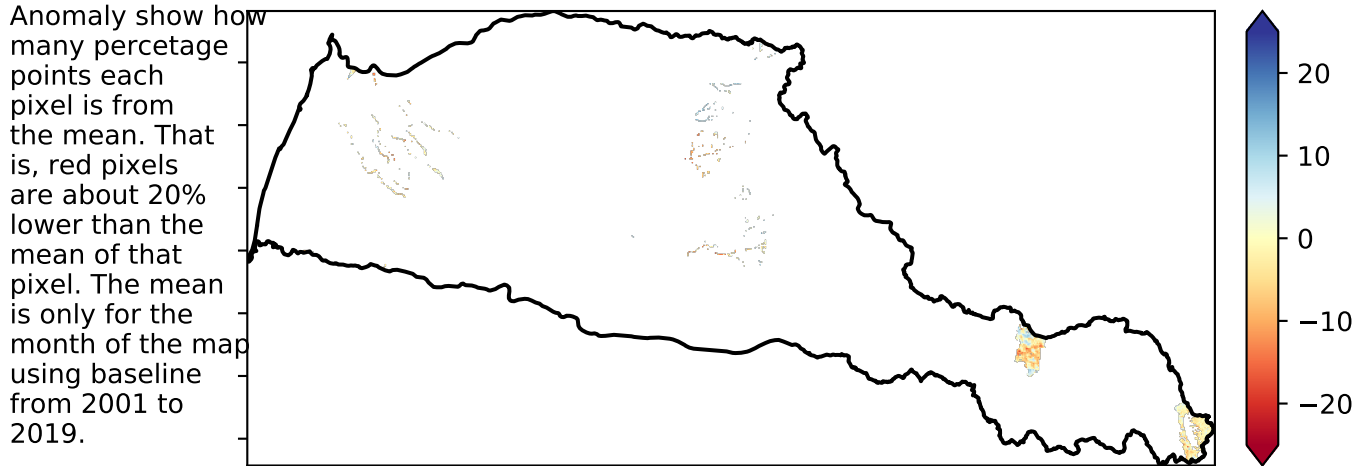 Anomaly show how
many percetage
points each
pixel is from
the mean. That
is, red pixels
are about 20%
lower than the
mean of that
pixel. The mean
is only for the
month of the map
using baseline
from 2001 to
2019.
20
10
0
−10
−20